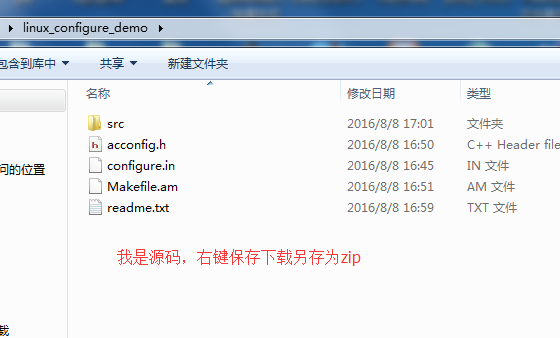 linux_configure_demo
包含到库中 共享 新建文件夹
名称 修改日期 类型
src 2016/8/8 17:01 文件夹
acconfig.h 2016/8/8 16:50 C++ Header file
configure.in 2016/8/8 16:45 IN 文件
问的位置
Makefile.am 2016/8/8 16:51 AM 文件
readme.txt 2016/8/8 16:59 TXT 文件
我是源码，右键保存下载另存为zip
载